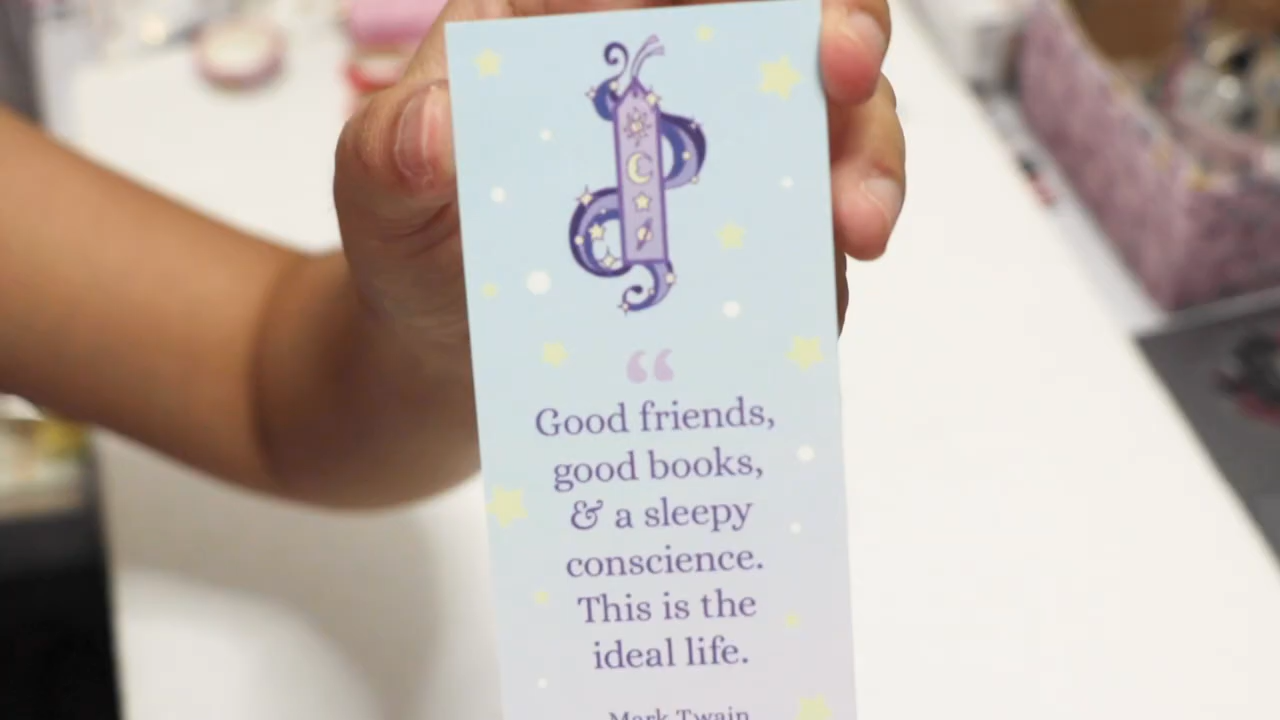 “
Good friends,
good books,
& a sleepy
conscience.
This is the
ideal life.
Mark Twain